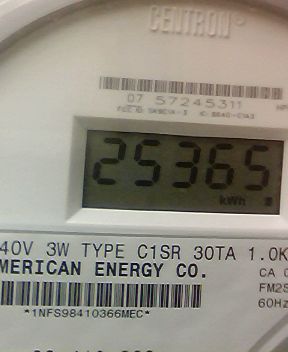 CENTRON®
07 57245311
25365
kWh
40V 3W TYPE C1SR 30TA 1.0K
MERICAN ENERGY CO.
CA 0
FM2S
60Hz
*1NFS98410366MEC*